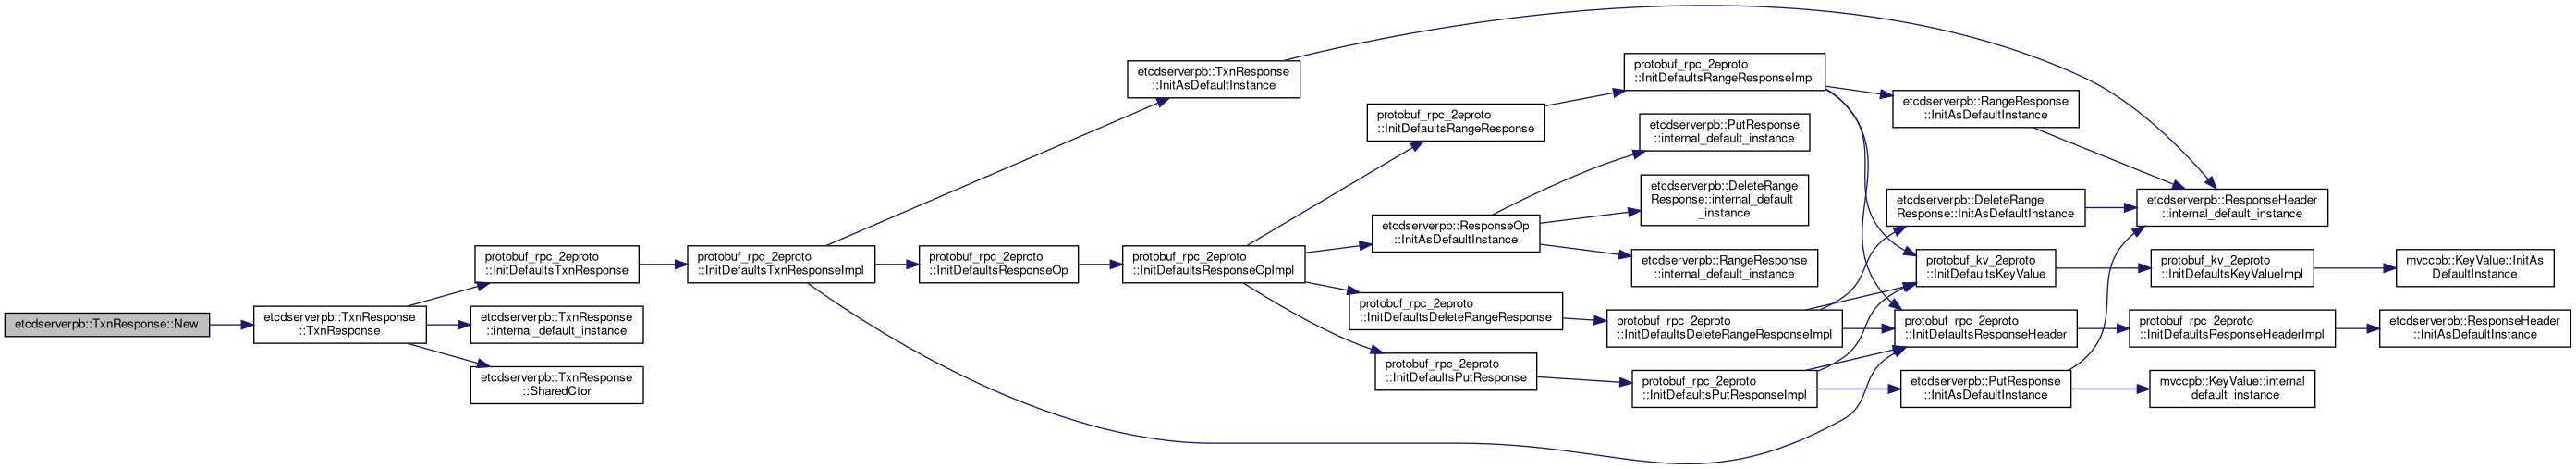 etcdserverpb::TxnResponse::New
etcdserverpb::TxnResponse
::TxnResponse
protobuf_rpc_2eproto
::InitDefaultsTxnResponse
etcdserverpb::TxnResponse
::internal_default_instance
etcdserverpb::TxnResponse
::SharedCtor
protobuf_rpc_2eproto
::InitDefaultsTxnResponseImpl
etcdserverpb::TxnResponse
::InitAsDefaultInstance
protobuf_rpc_2eproto
::InitDefaultsResponseOp
protobuf_rpc_2eproto
::InitDefaultsResponseOpImpl
protobuf_rpc_2eproto
::InitDefaultsRangeResponse
etcdserverpb::ResponseOp
::InitAsDefaultInstance
protobuf_rpc_2eproto
::InitDefaultsDeleteRangeResponse
protobuf_rpc_2eproto
::InitDefaultsPutResponse
protobuf_rpc_2eproto
::InitDefaultsRangeResponseImpl
etcdserverpb::PutResponse
::internal_default_instance
etcdserverpb::DeleteRange
Response::internal_default
_instance
etcdserverpb::RangeResponse
::internal_default_instance
protobuf_rpc_2eproto
::InitDefaultsDeleteRangeResponseImpl
protobuf_rpc_2eproto
::InitDefaultsPutResponseImpl
etcdserverpb::RangeResponse
::InitAsDefaultInstance
etcdserverpb::DeleteRange
Response::InitAsDefaultInstance
protobuf_kv_2eproto
::InitDefaultsKeyValue
protobuf_rpc_2eproto
::InitDefaultsResponseHeader
etcdserverpb::PutResponse
::InitAsDefaultInstance
etcdserverpb::ResponseHeader
::internal_default_instance
protobuf_kv_2eproto
::InitDefaultsKeyValueImpl
protobuf_rpc_2eproto
::InitDefaultsResponseHeaderImpl
mvccpb::KeyValue::internal
_default_instance
mvccpb::KeyValue::InitAs
DefaultInstance
etcdserverpb::ResponseHeader
::InitAsDefaultInstance